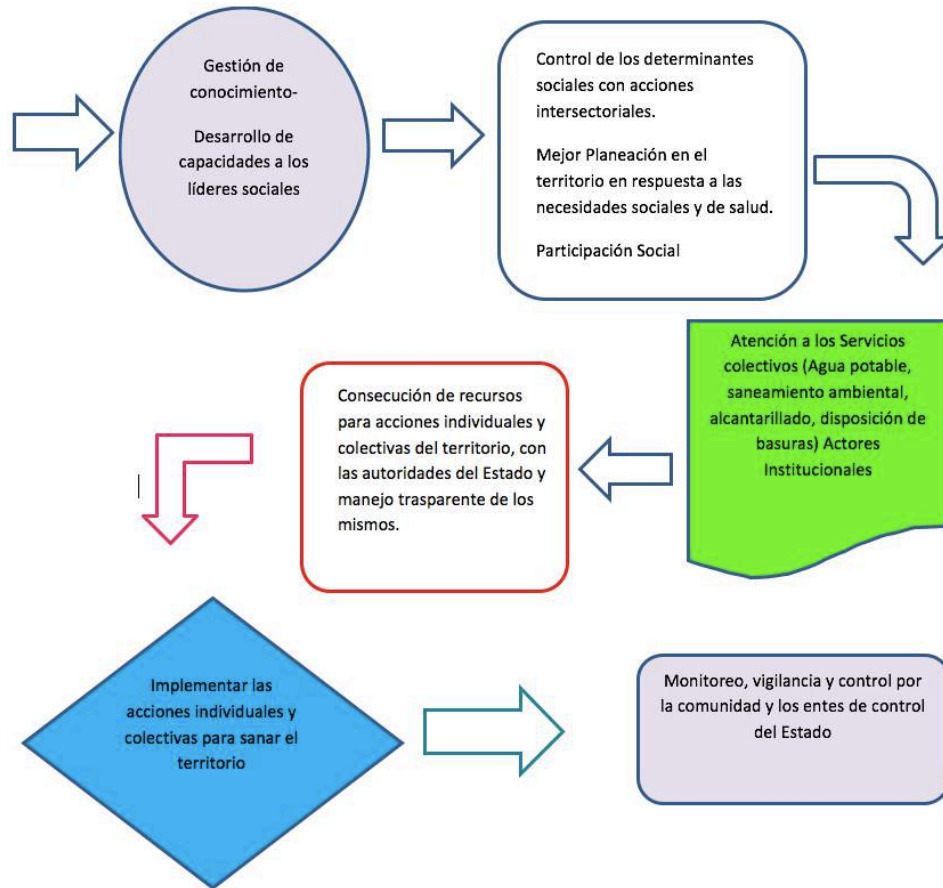 Gestión de
conocimiento-
Desarrollo de
capacidades a los
líderes sociales
Control de los determinantes
sociales con acciones
intersectoriales.
Mejor Planeación en el
territorio en respuesta a las
necesidades sociales y de salud.
Participación Social
Atención a los Servicios
colectivos (Agua potable,
saneamiento ambiental,
alcantarillado, disposición de
basuras) Actores
Institucionales
Consecución de recursos
para acciones individuales y
colectivas del territorio, con
las autoridades del Estado y
manejo trasparente de los
mismos.
Implementar las
acciones individuales y
colectivas para sanar el
territorio
Monitoreo, vigilancia y control por
la comunidad y los entes de control
del Estado